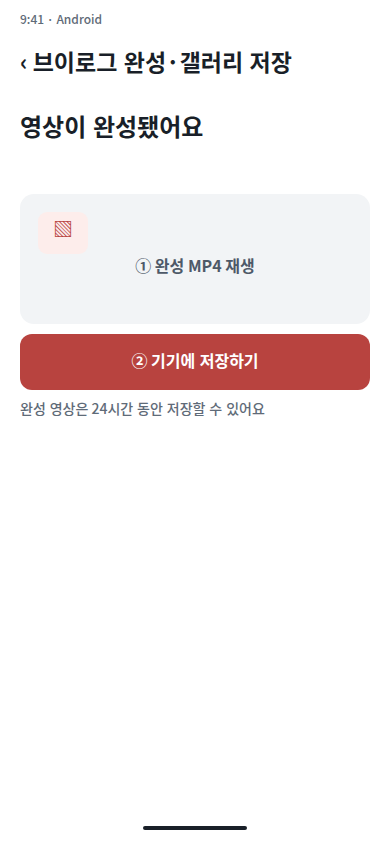 9:41 · Android
‹ 브이로그 완성·갤러리 저장
영상이 완성됐어요
① 완성 MP4 재생
② 기기에 저장하기
완성 영상은 24시간 동안 저장할 수 있어요